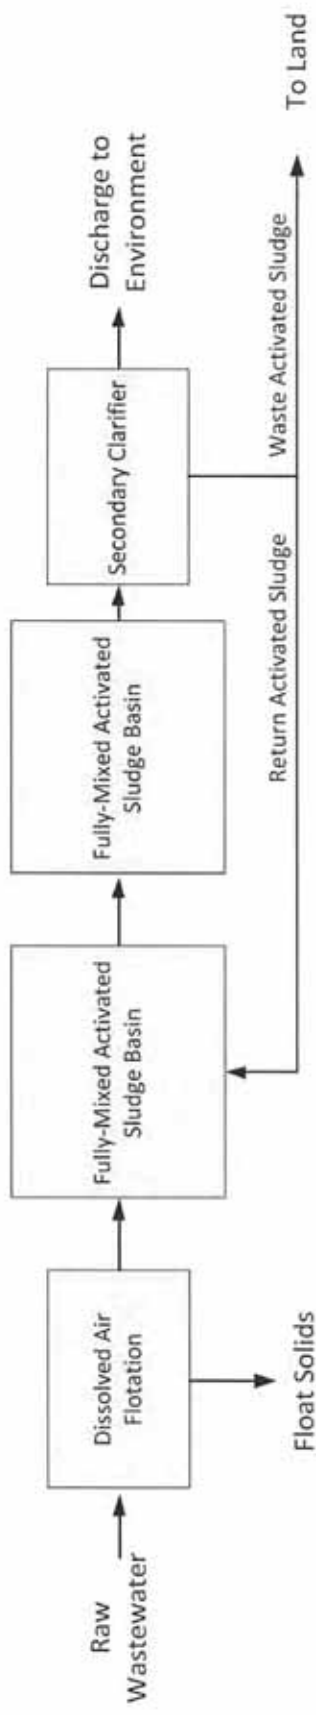 Raw
Wastewater
Dissolved Air
Flotation
Float Solids
Fully-Mixed Activated
Sludge Basin
Fully-Mixed Activated
Sludge Basin
Secondary Clarifier
Discharge to
Environment
Return Activated Sludge
Waste Activated Sludge
To Land